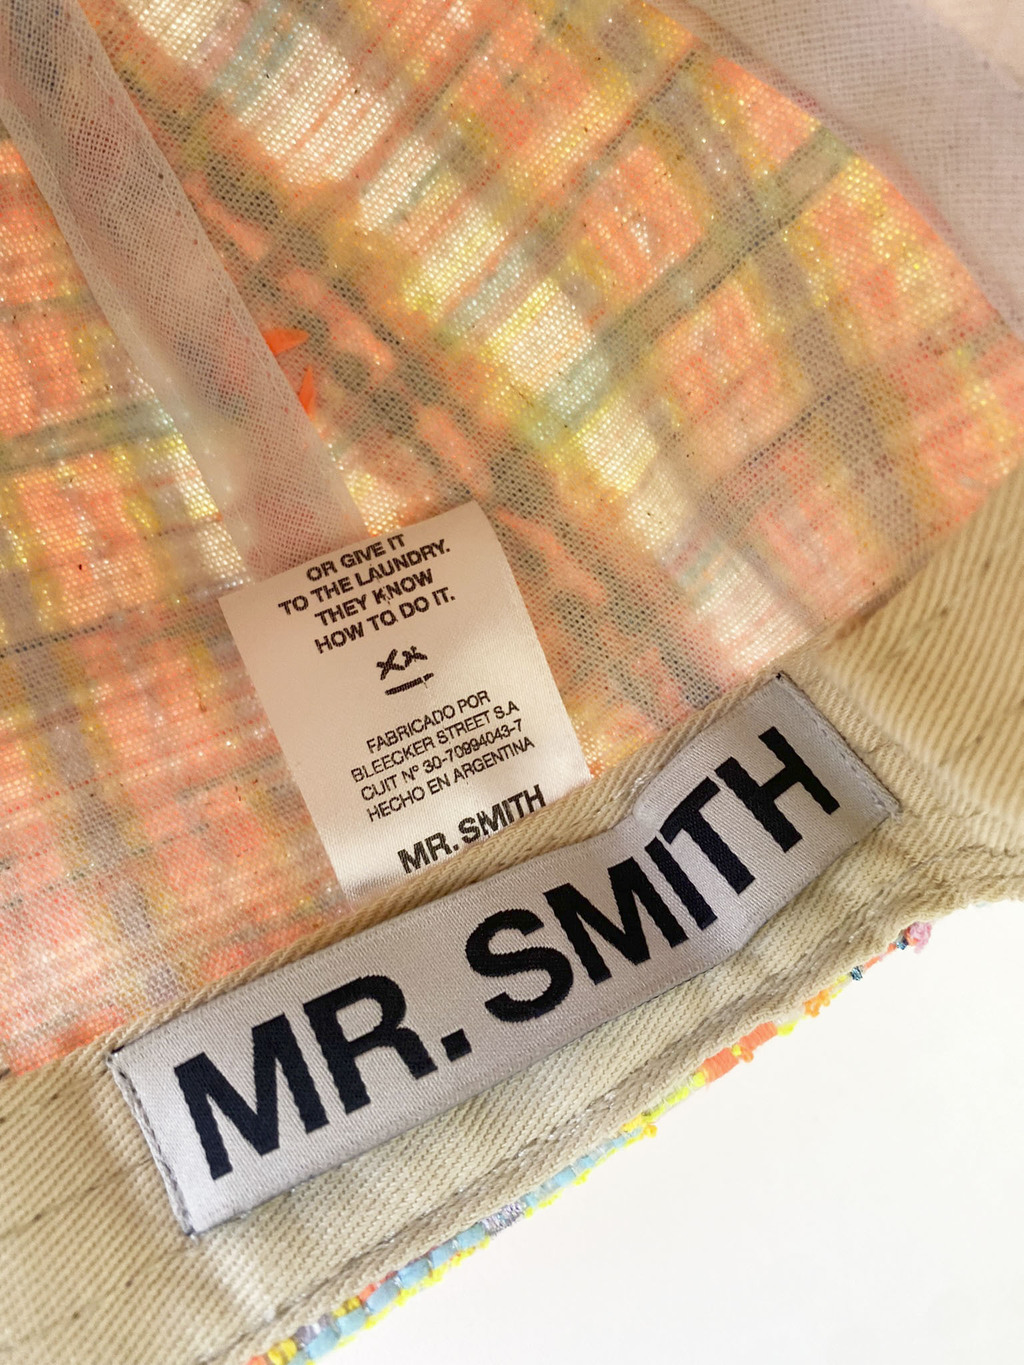 OR GIVE IT
TO THE LAUNDRY.
THEY KNOW
HOW TO DO IT.
FABRICADO POR
BLEECKER STREET S.A
CUIT Nº 30-70994043-7
HECHO EN ARGENTINA
MR. SMITH
MR. SMITH